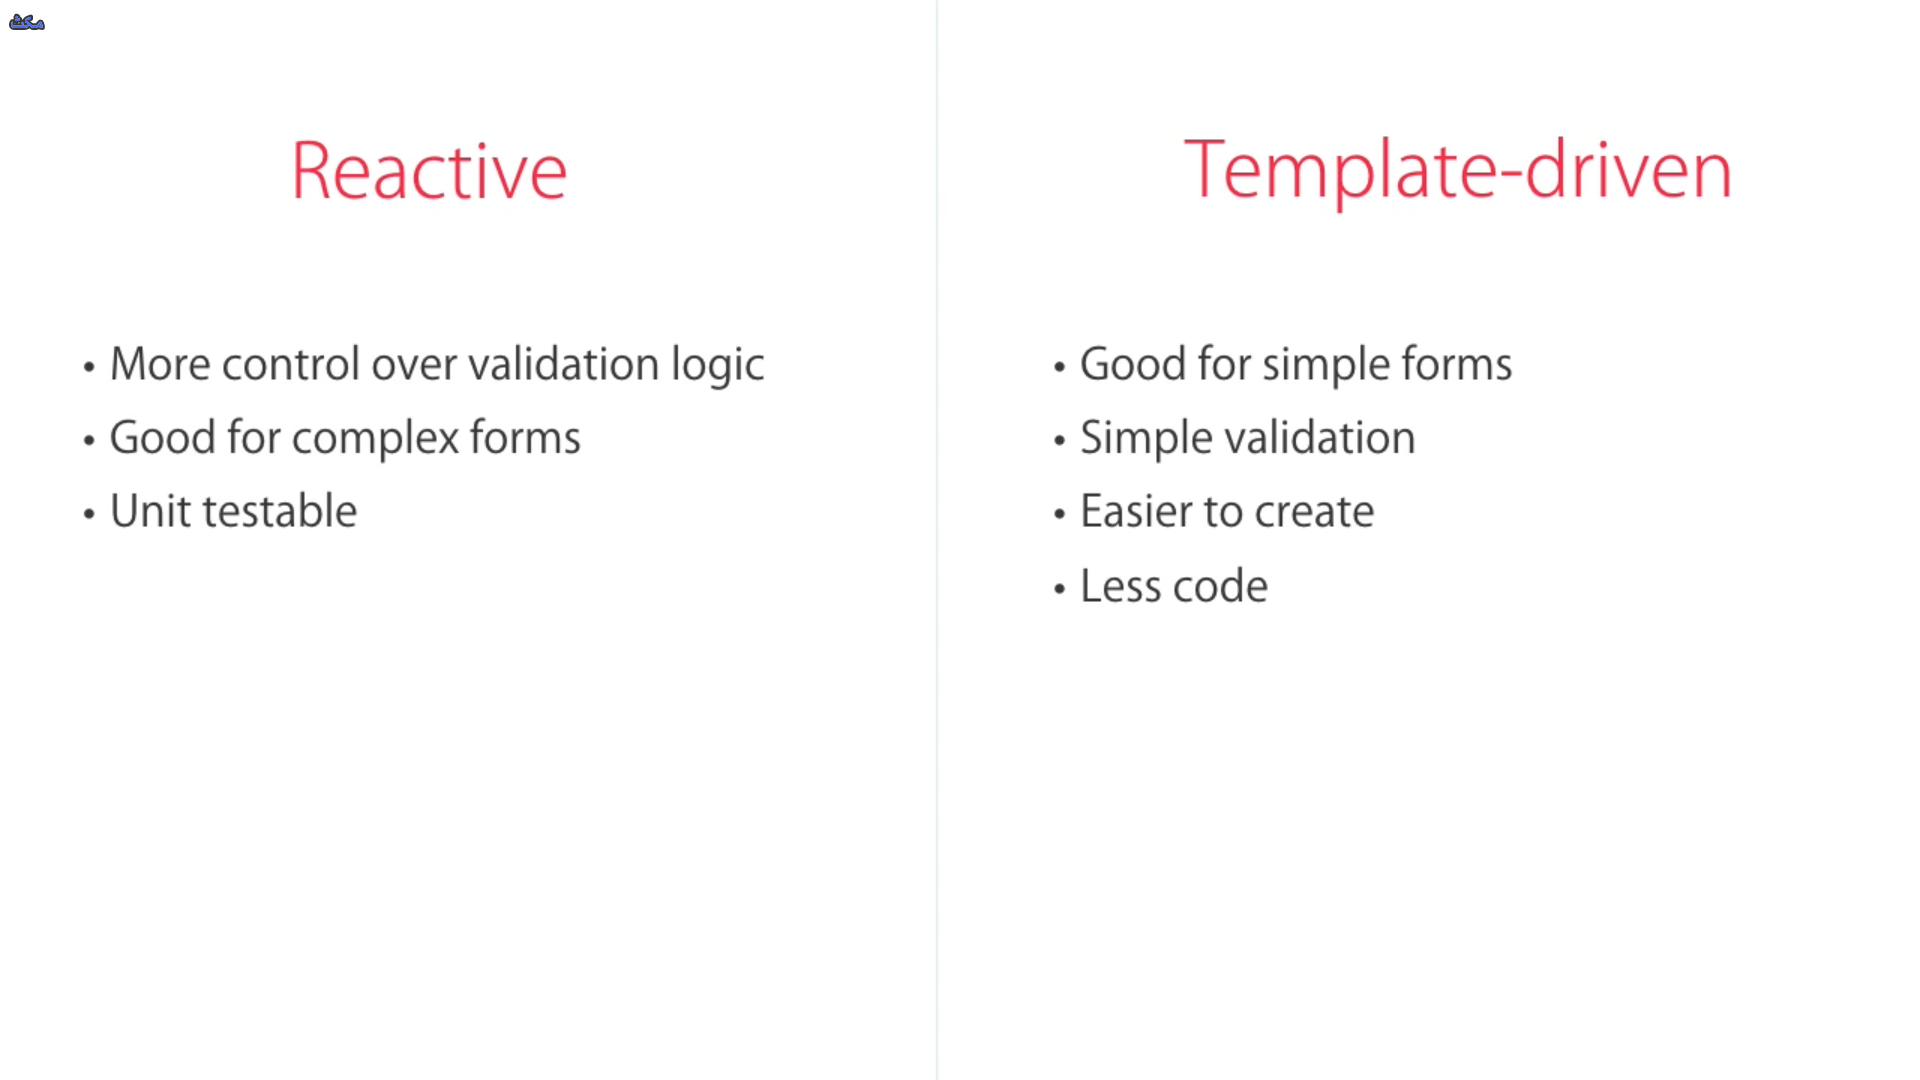 مكث
Reactive
• More control over validation logic
• Good for complex forms
• Unit testable
Template-driven
• Good for simple forms
• Simple validation
• Easier to create
• Less code